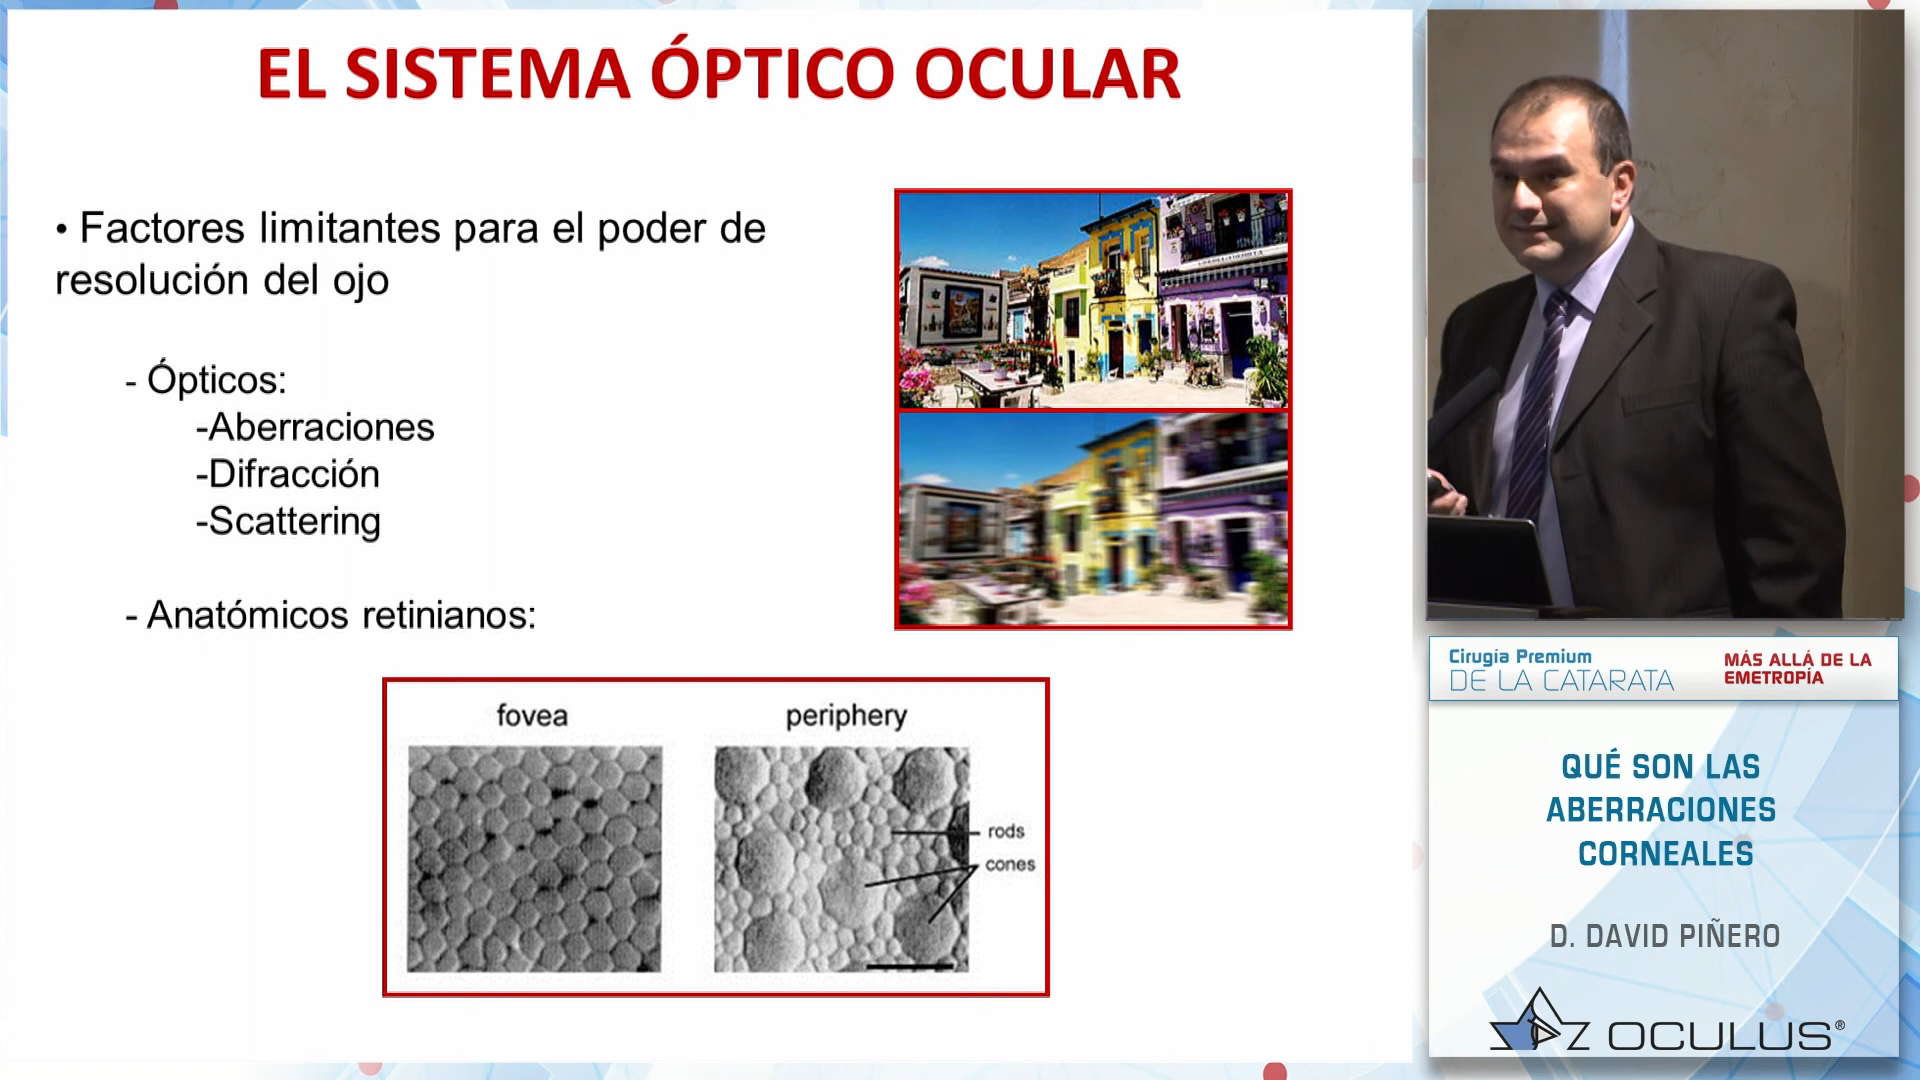 EL SISTEMA ÓPTICO OCULAR
• Factores limitantes para el poder de
resolución del ojo
- Ópticos:
-Aberraciones
-Difracción
-Scattering
- Anatómicos retinianos:
fovea
periphery
rods
cones
Cirugía Premium
DE LA CATARATA
MÁS ALLÁ DE LA
EMETROPÍA
QUÉ SON LAS
ABERRACIONES
CORNEALES
D. DAVID PIÑERO
OCULUS®